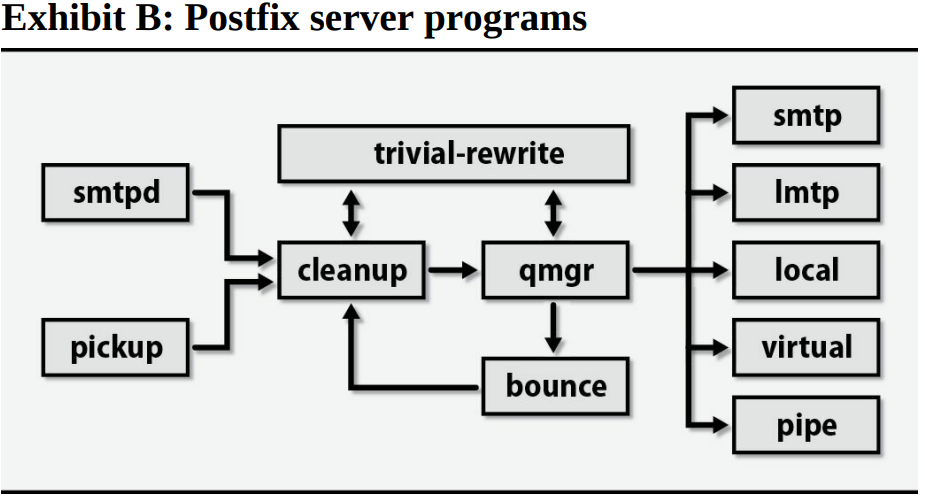 Exhibit B: Postfix server programs
smtp
trivial-rewrite
smtpd
lmtp
cleanup
qmgr
local
pickup
virtual
bounce
pipe